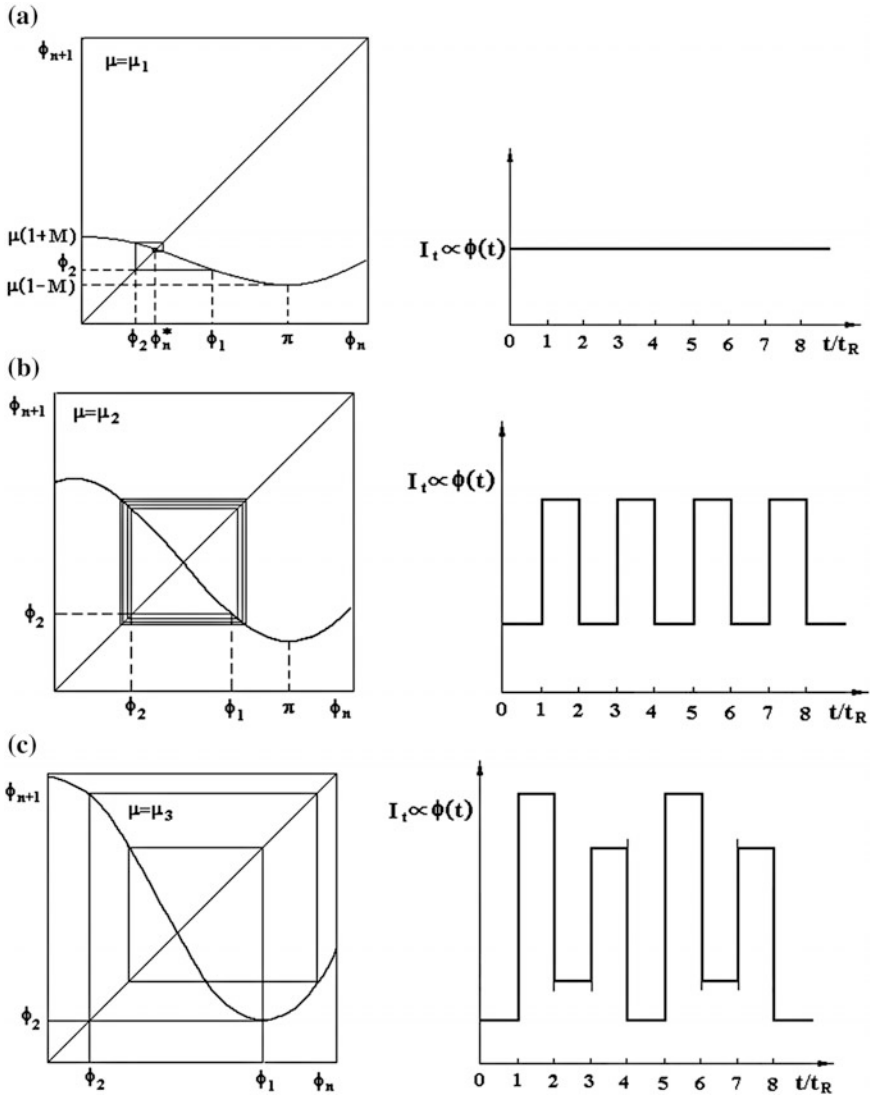 (a)
ϕn+1
μ=μ1
μ(1+M)
ϕ2
μ(1−M)
ϕ2 ϕn* ϕ1 π ϕn
It ∝ ϕ(t)
0 1 2 3 4 5 6 7 8 t/tR
(b)
ϕn+1
μ=μ2
ϕ2
ϕ2 ϕ1 π ϕn
It ∝ ϕ(t)
0 1 2 3 4 5 6 7 8 t/tR
(c)
ϕn+1
μ=μ3
ϕ2
ϕ2 ϕ1 ϕn
It ∝ ϕ(t)
0 1 2 3 4 5 6 7 8 t/tR